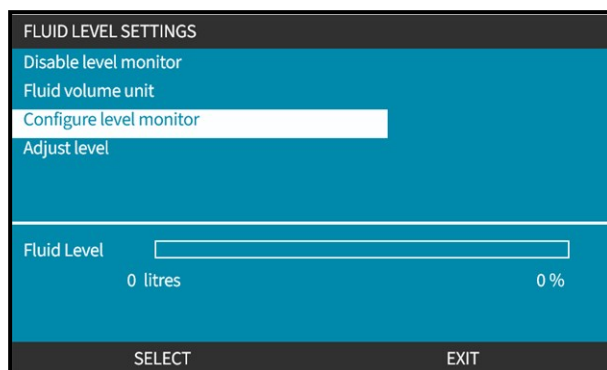 FLUID LEVEL SETTINGS
Disable level monitor
Fluid volume unit
Configure level monitor
Adjust level
Fluid Level
0 litres 0 %
SELECT EXIT